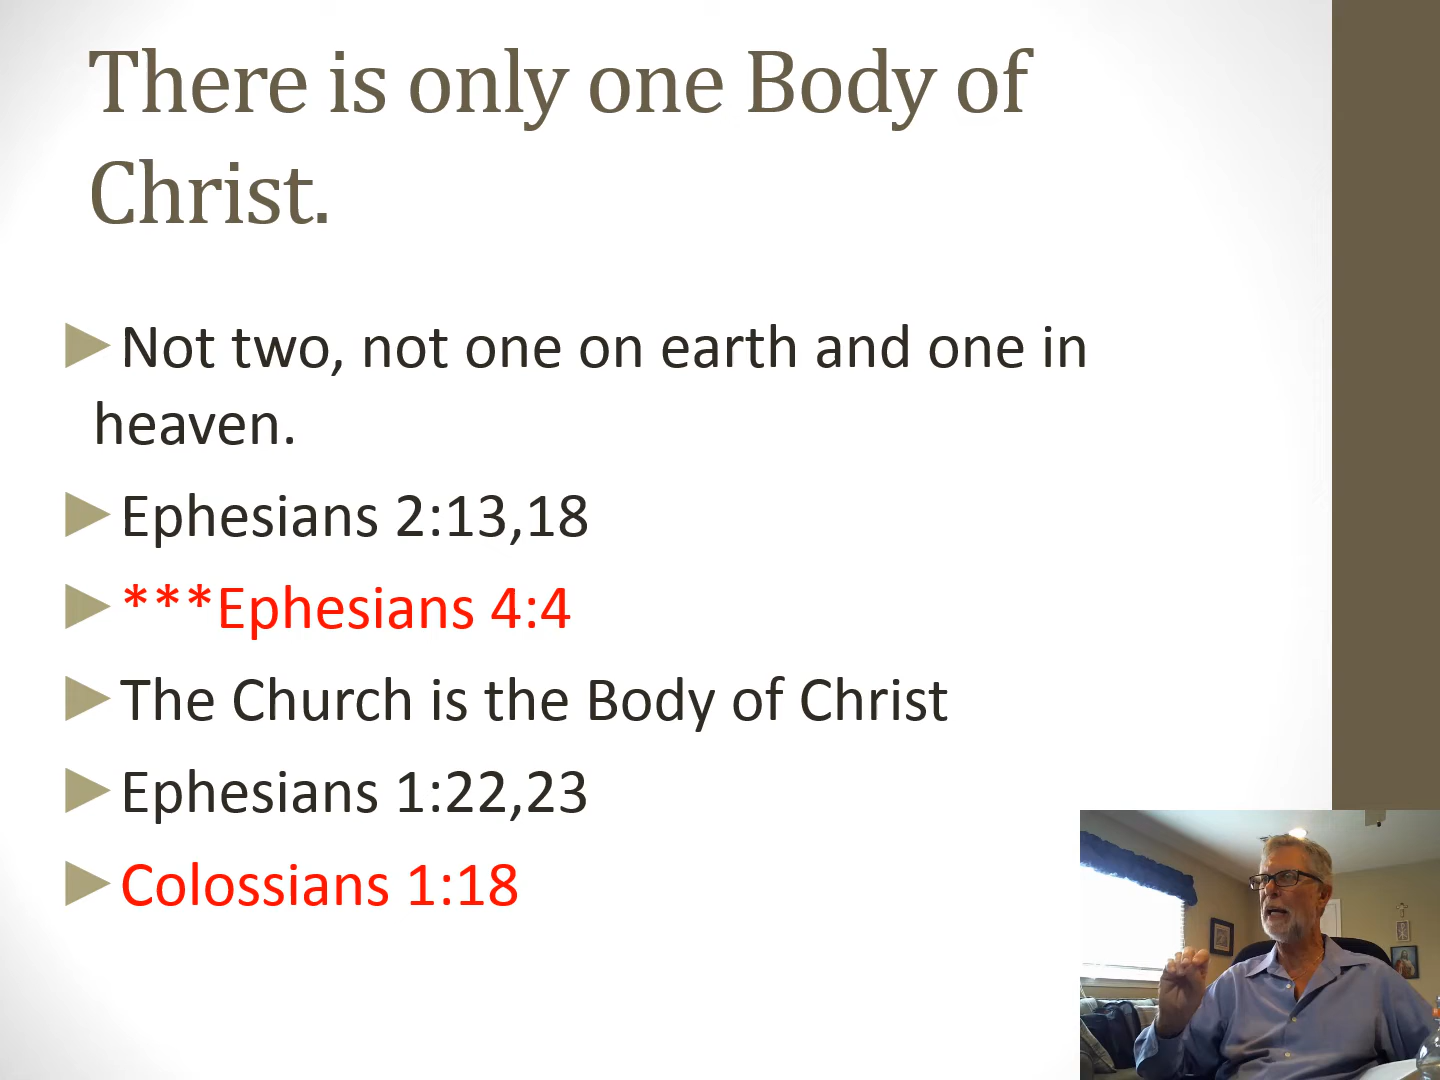 There is only one Body of
Christ.
►Not two, not one on earth and one in
heaven.
►Ephesians 2:13,18
►***Ephesians 4:4
►The Church is the Body of Christ
►Ephesians 1:22,23
►Colossians 1:18